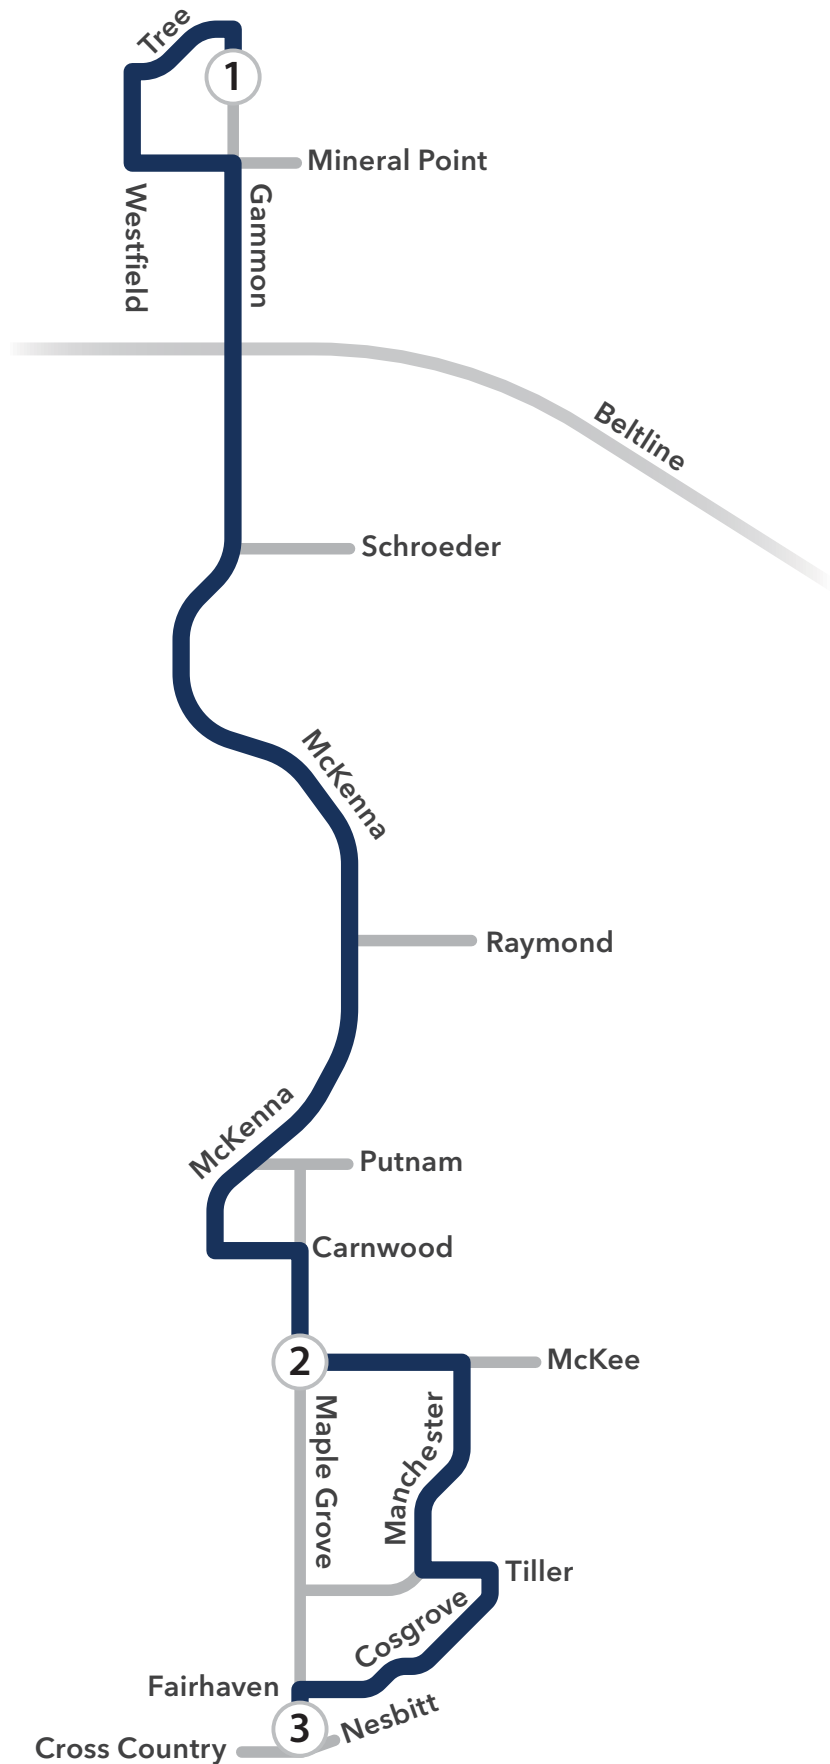 Tree
1
Mineral Point
Westfield
Gammon
Beltline
Schroeder
McKenna
Raymond
McKenna
Putnam
Carnwood
2
McKee
Maple Grove
Manchester
Tiller
Cosgrove
Fairhaven
3
Nesbitt
Cross Country